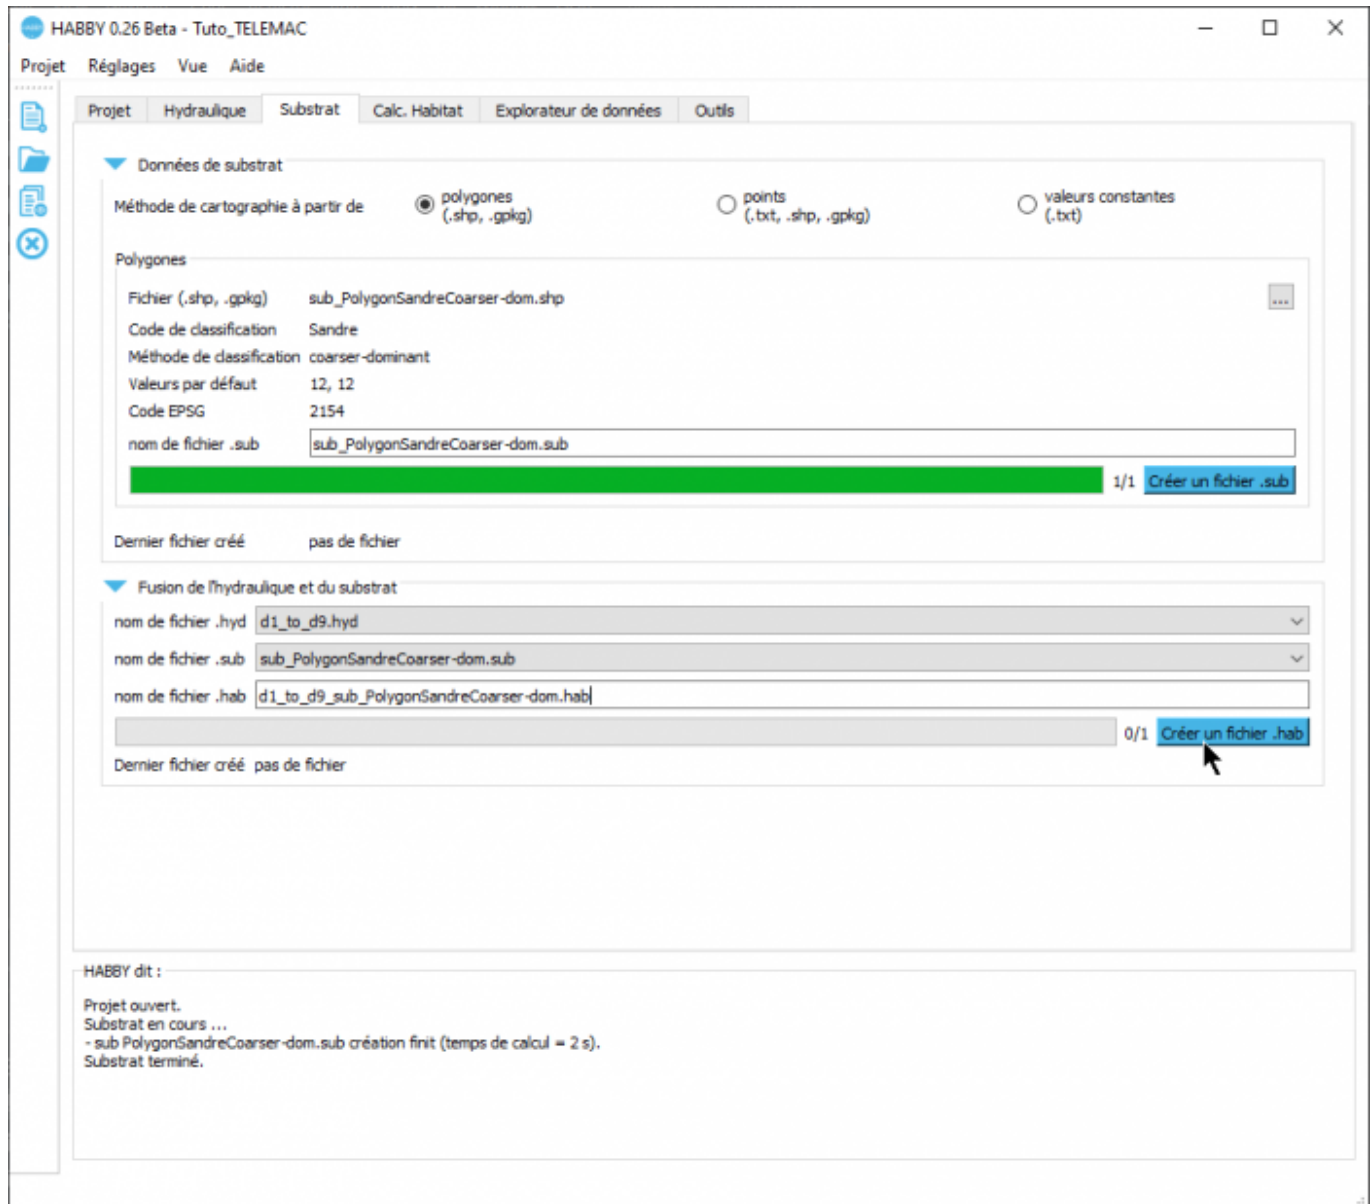 HABBY 0.26 Beta - Tuto_TELEMAC
Projet Réglages Vue Aide
Projet Hydraulique Substrat Calc. Habitat Explorateur de données Outils
Données de substrat
Méthode de cartographie à partir de
polygones
(.shp, .gpkg)
points
(.txt, .shp, .gpkg)
valeurs constantes
(.txt)
Polygones
Fichier (.shp, .gpkg) sub_PolygonSandreCoarser-dom.shp ...
Code de classification Sandre
Méthode de classification coarser-dominant
Valeurs par défaut 12, 12
Code EPSG 2154
nom de fichier .sub sub_PolygonSandreCoarser-dom.sub
1/1 Créer un fichier .sub
Dernier fichier créé pas de fichier
Fusion de l'hydraulique et du substrat
nom de fichier .hyd d1_to_d9.hyd
nom de fichier .sub sub_PolygonSandreCoarser-dom.sub
nom de fichier .hab d1_to_d9_sub_PolygonSandreCoarser-dom.hab
0/1 Créer un fichier .hab
Dernier fichier créé pas de fichier
HABBY dit :
Projet ouvert.
Substrat en cours ...
- sub PolygonSandreCoarser-dom.sub création finit (temps de calcul = 2 s).
Substrat terminé.